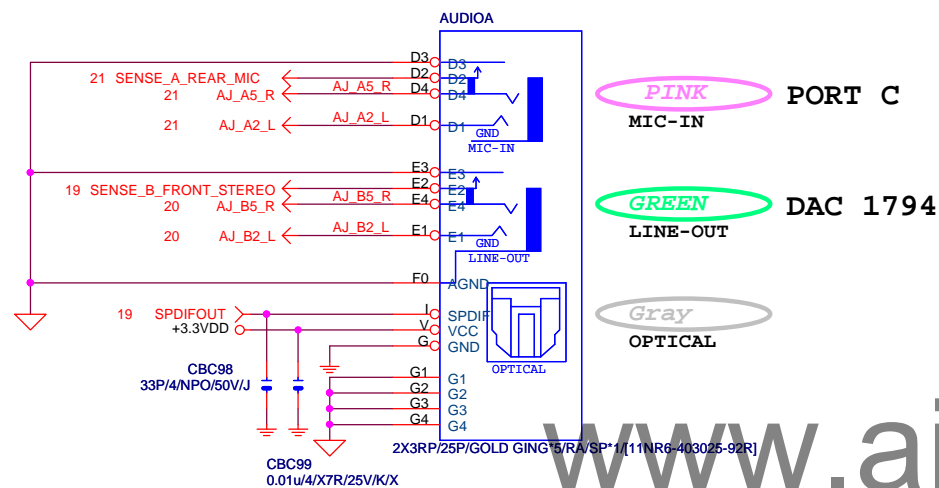 AUDIOA
D3 D3
21 SENSE_A_REAR_MIC D2 D2
21 AJ_A5_R AJ_A5_R D4 D4
21 AJ_A2_L AJ_A2_L D1 D1
GND
MIC-IN
PINK PORT C
MIC-IN
E3 E3
19 SENSE_B_FRONT_STEREO E2 E2
20 AJ_B5_R AJ_B5_R E4 E4
20 AJ_B2_L AJ_B2_L E1 E1
GND
LINE-OUT
GREEN DAC 1794
LINE-OUT
F0 AGND
19 SPDIFOUT I SPDIF
+3.3VDD V VCC
G GND
OPTICAL
Gray
OPTICAL
CBC98
33P/4/NPO/50V/J
G1 G1
G2 G2
G3 G3
G4 G4
2X3RP/25P/GOLD GING*5/RA/SP*1/[11NR6-403025-92R]
CBC99
0.01u/4/X7R/25V/K/X
www.aj